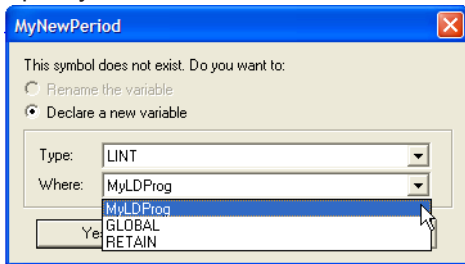 MyNewPeriod
This symbol does not exist. Do you want to:
Rename the variable
Declare a new variable
Type: LINT
Where: MyLDProg
MyLDProg
GLOBAL
RETAIN